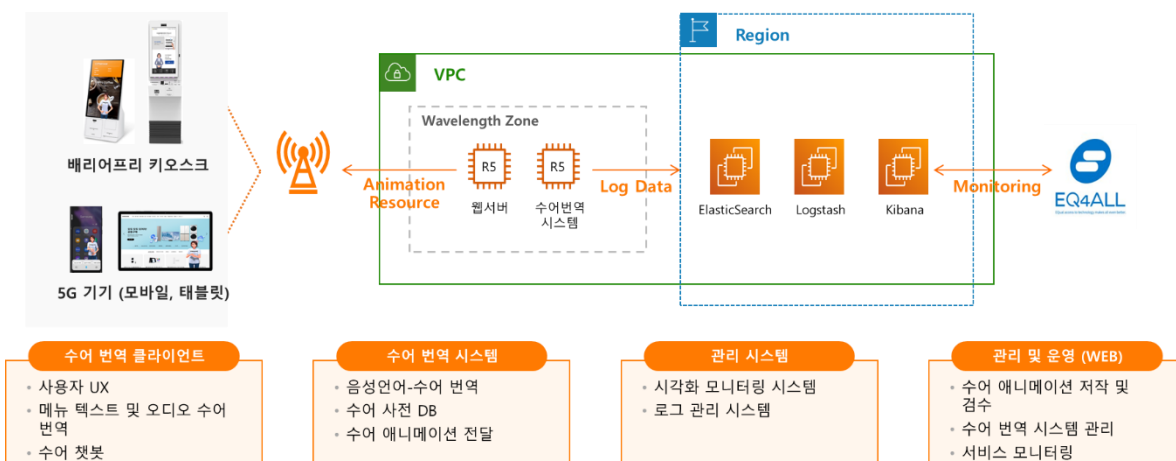 Region
VPC
Wavelength Zone
배리어프리 키오스크
R5
R5
Animation
Resource
웹서버
수어번역
시스템
Log Data
ElasticSearch
Logstash
Kibana
Monitoring
EQ4ALL
5G 기기 (모바일, 태블릿)
수어 번역 클라이언트
• 사용자 UX
• 메뉴 텍스트 및 오디오 수어
번역
• 수어 챗봇
수어 번역 시스템
• 음성언어-수어 번역
• 수어 사전 DB
• 수어 애니메이션 전달
관리 시스템
• 시각화 모니터링 시스템
• 로그 관리 시스템
관리 및 운영 (WEB)
• 수어 애니메이션 저작 및
검수
• 수어 번역 시스템 관리
• 서비스 모니터링